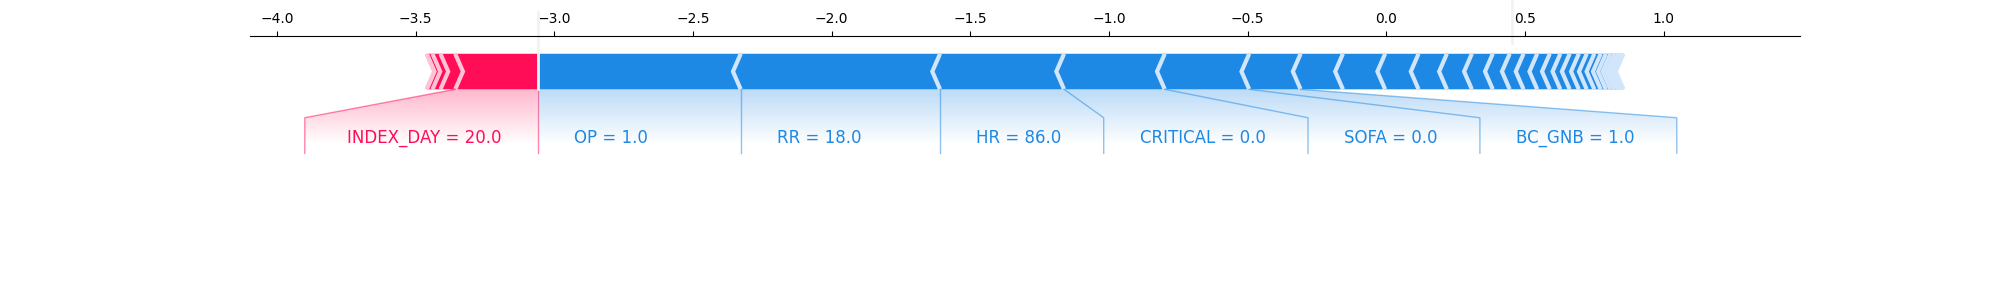 −4.0 −3.5 −3.0 −2.5 −2.0 −1.5 −1.0 −0.5 0.0 0.5 1.0
INDEX_DAY = 20.0 OP = 1.0 RR = 18.0 HR = 86.0 CRITICAL = 0.0 SOFA = 0.0 BC_GNB = 1.0